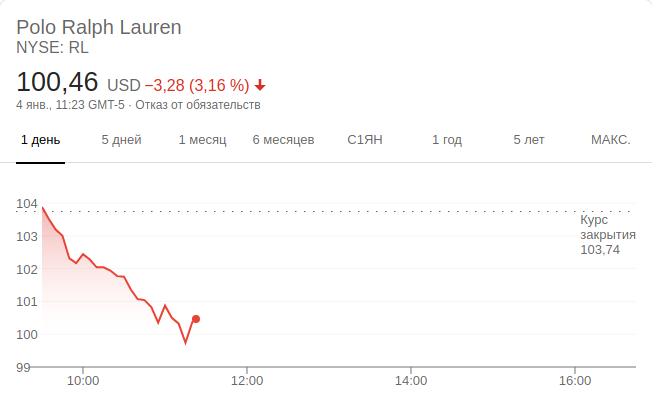 Polo Ralph Lauren
NYSE: RL
100,46 USD −3,28 (3,16 %)
4 янв., 11:23 GMT-5 · Отказ от обязательств
1 день 5 дней 1 месяц 6 месяцев С1ЯН 1 год 5 лет МАКС.
104
Курс
103
закрытия
103,74
102
101
100
99
10:00 12:00 14:00 16:00